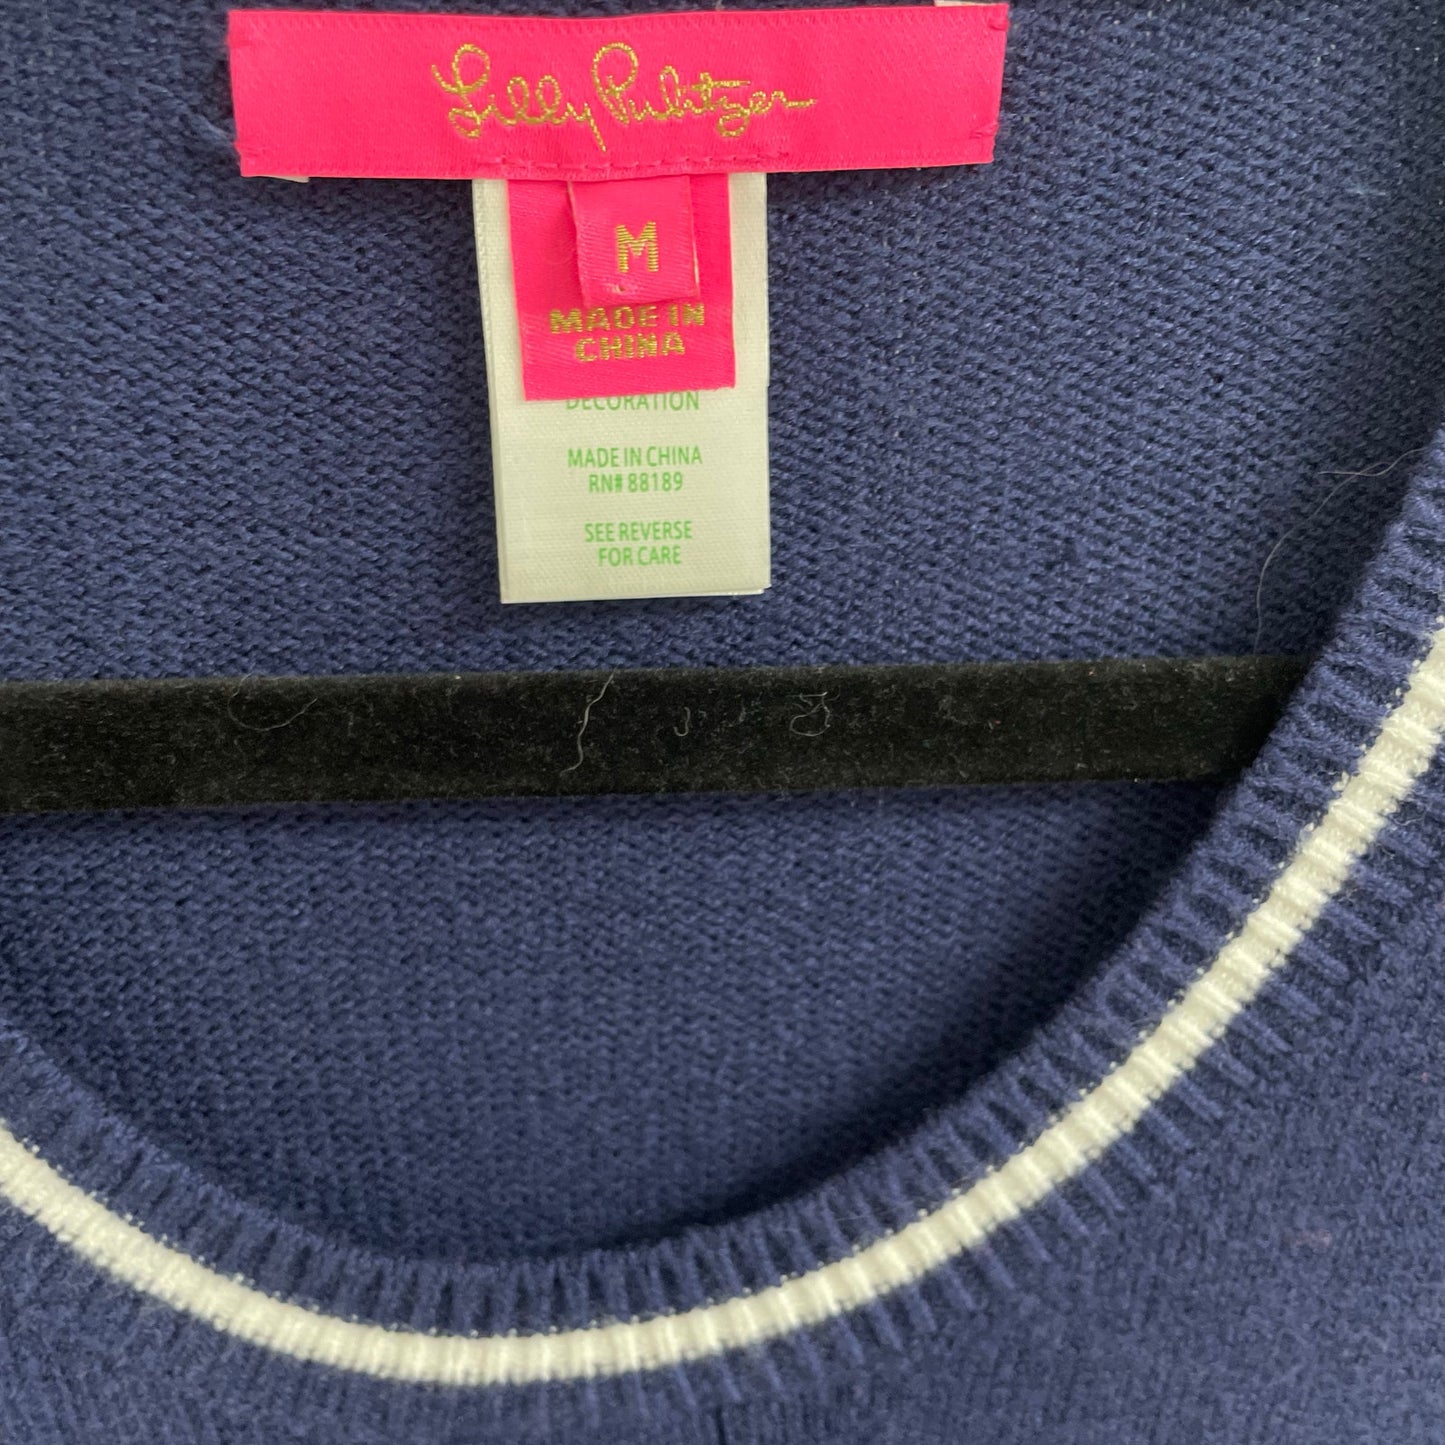 Lilly Pulitzer
M
MADE IN
CHINA
DECORATION
MADE IN CHINA
RN# 88189
SEE REVERSE
FOR CARE